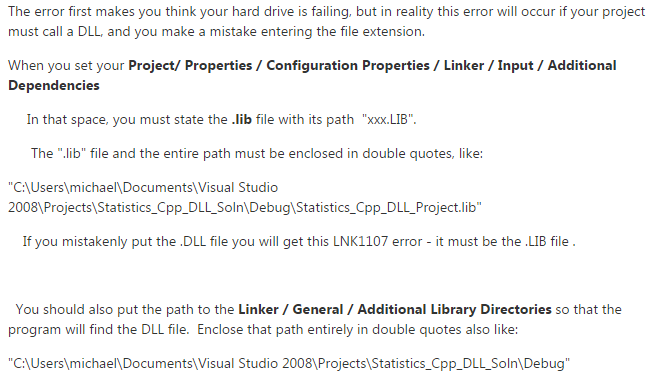 The error first makes you think your hard drive is failing, but in reality this error will occur if your project
must call a DLL, and you make a mistake entering the file extension.
When you set your Project/ Properties / Configuration Properties / Linker / Input / Additional
Dependencies
In that space, you must state the .lib file with its path "xxx.LIB".
The ".lib" file and the entire path must be enclosed in double quotes, like:
"C:\Users\michael\Documents\Visual Studio
2008\Projects\Statistics_Cpp_DLL_Soln\Debug\Statistics_Cpp_DLL_Project.lib"
If you mistakenly put the .DLL file you will get this LNK1107 error - it must be the .LIB file .
You should also put the path to the Linker / General / Additional Library Directories so that the
program will find the DLL file. Enclose that path entirely in double quotes also like:
"C:\Users\michael\Documents\Visual Studio 2008\Projects\Statistics_Cpp_DLL_Soln\Debug"